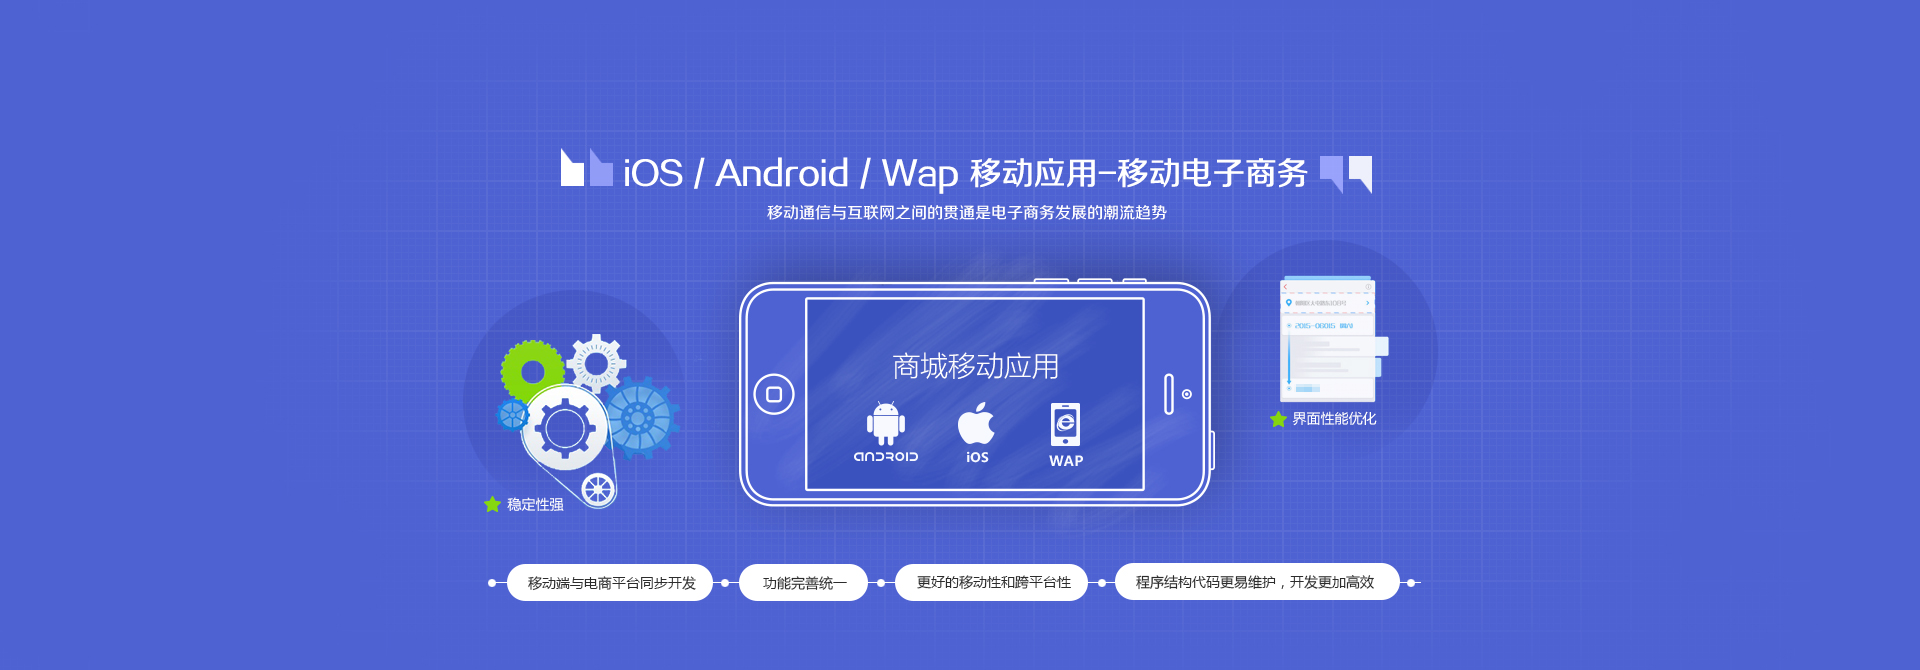 iOS / Android / Wap 移动应用-移动电子商务
移动通信与互联网之间的贯通是电子商务发展的潮流趋势
商城移动应用
ANDROID
iOS
WAP
界面性能优化
稳定性强
移动端与电商平台同步开发
功能完善统一
更好的移动性和跨平台性
程序结构代码更易维护，开发更加高效